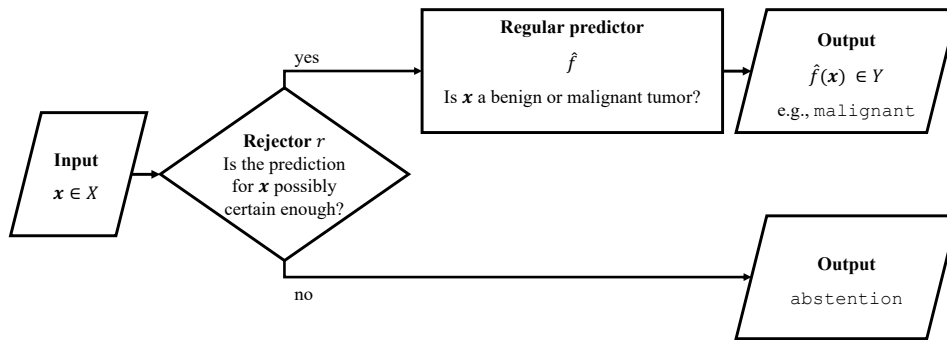 Input
𝒙 ∈ X
Rejector r
Is the prediction
for 𝒙 possibly
certain enough?
yes
Regular predictor
f̂
Is 𝒙 a benign or malignant tumor?
Output
f̂(𝒙) ∈ Y
e.g., malignant
no
Output
abstention